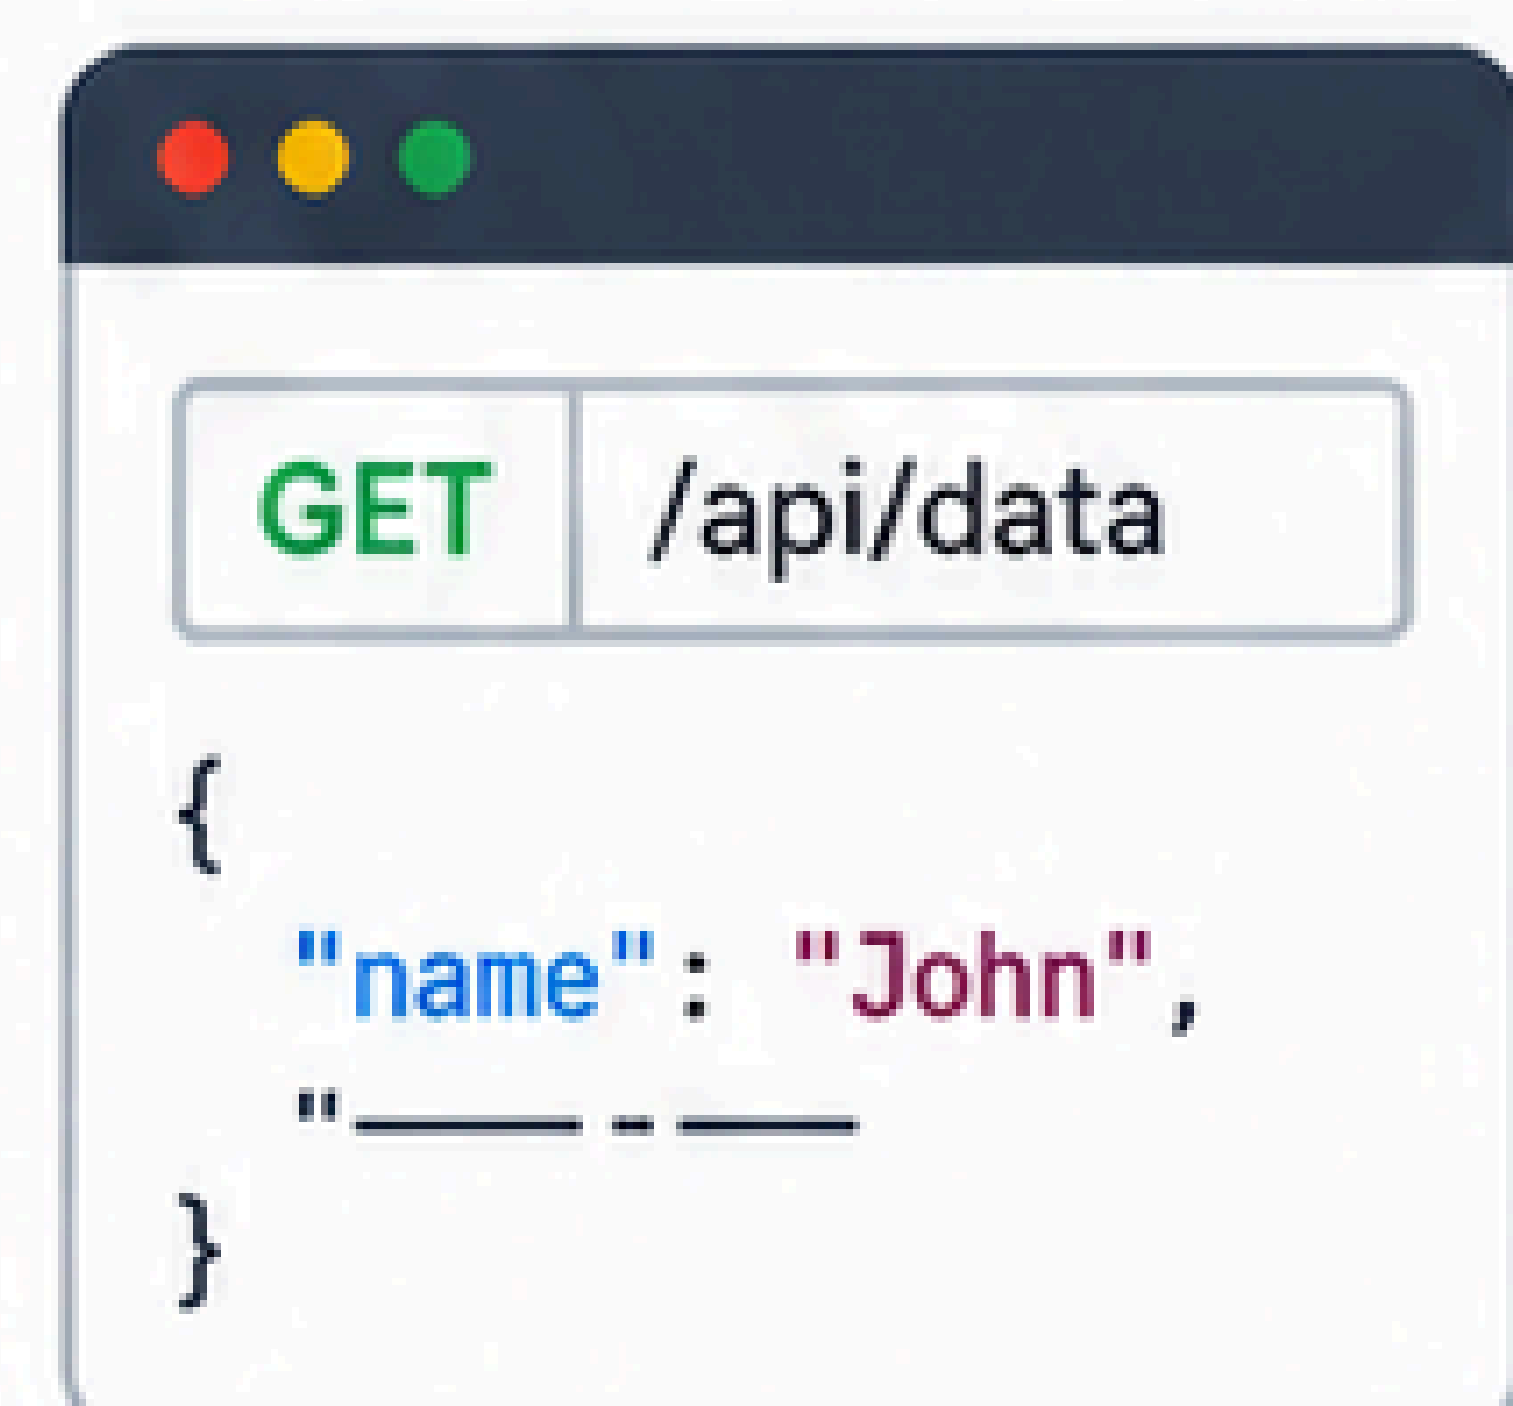 GET /api/data
{
"name": "John",
"
}